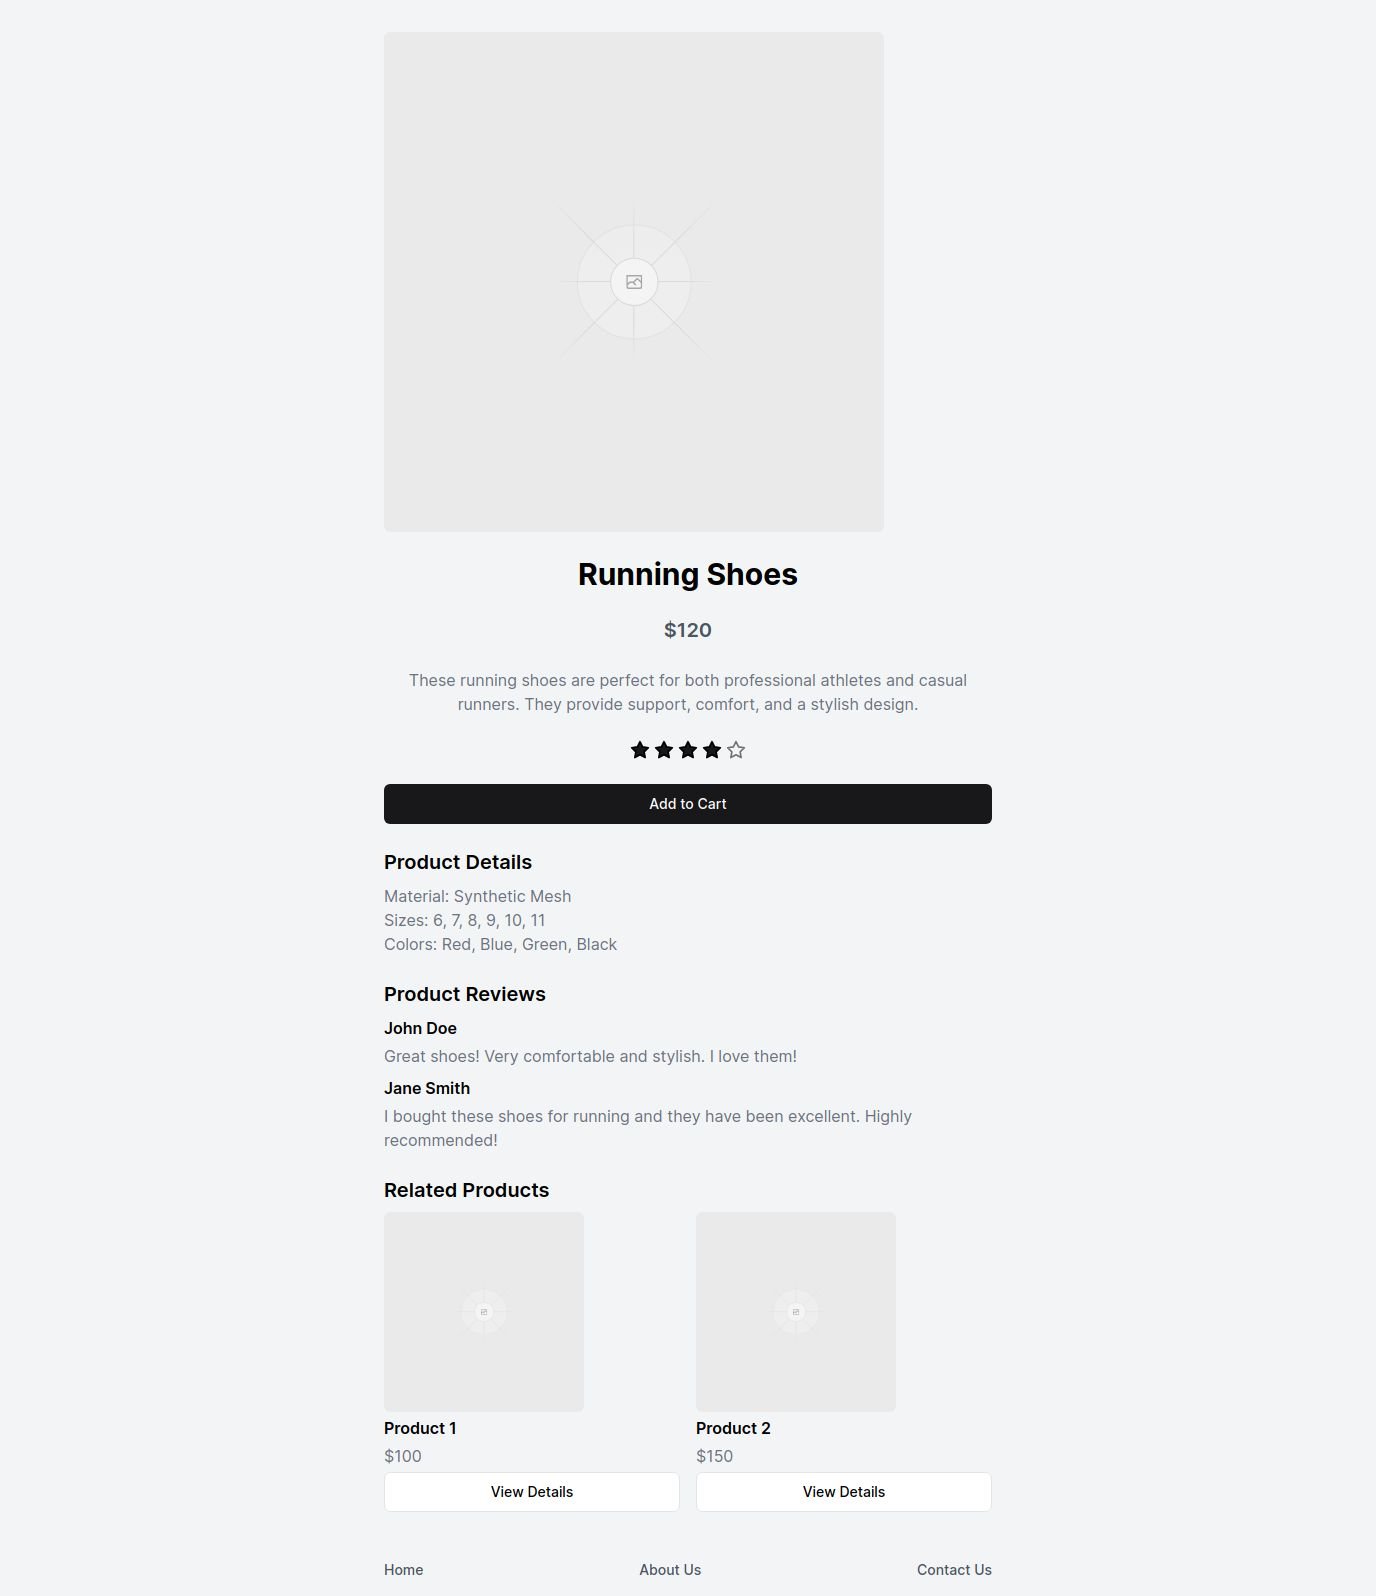 Running Shoes
$120
These running shoes are perfect for both professional athletes and casual
runners. They provide support, comfort, and a stylish design.
Add to Cart
Product Details
Material: Synthetic Mesh
Sizes: 6, 7, 8, 9, 10, 11
Colors: Red, Blue, Green, Black
Product Reviews
John Doe
Great shoes! Very comfortable and stylish. I love them!
Jane Smith
I bought these shoes for running and they have been excellent. Highly
recommended!
Related Products
Product 1
$100
View Details
Product 2
$150
View Details
Home
About Us
Contact Us